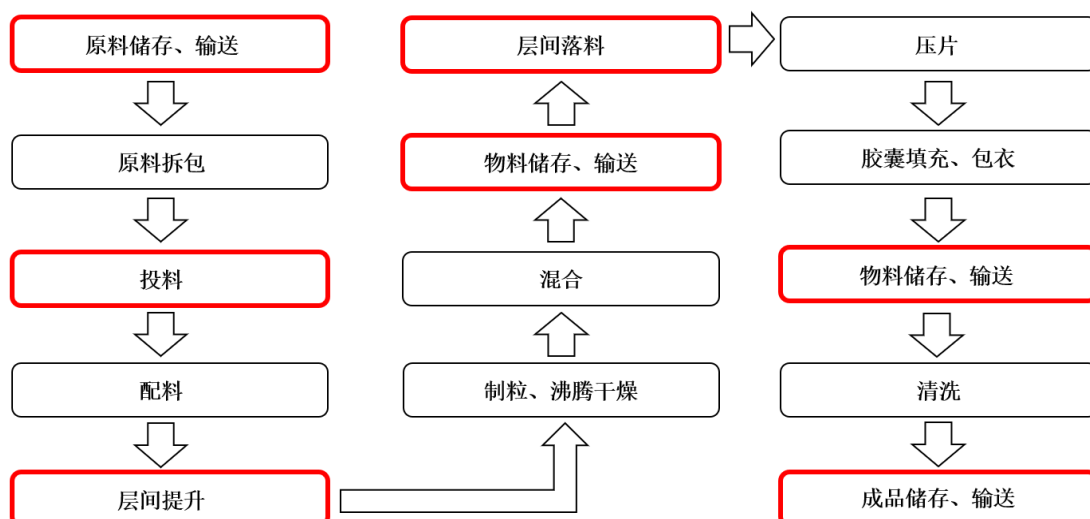 原料储存、输送
原料拆包
投料
配料
层间提升
制粒、沸腾干燥
混合
物料储存、输送
层间落料
压片
胶囊填充、包衣
物料储存、输送
清洗
成品储存、输送